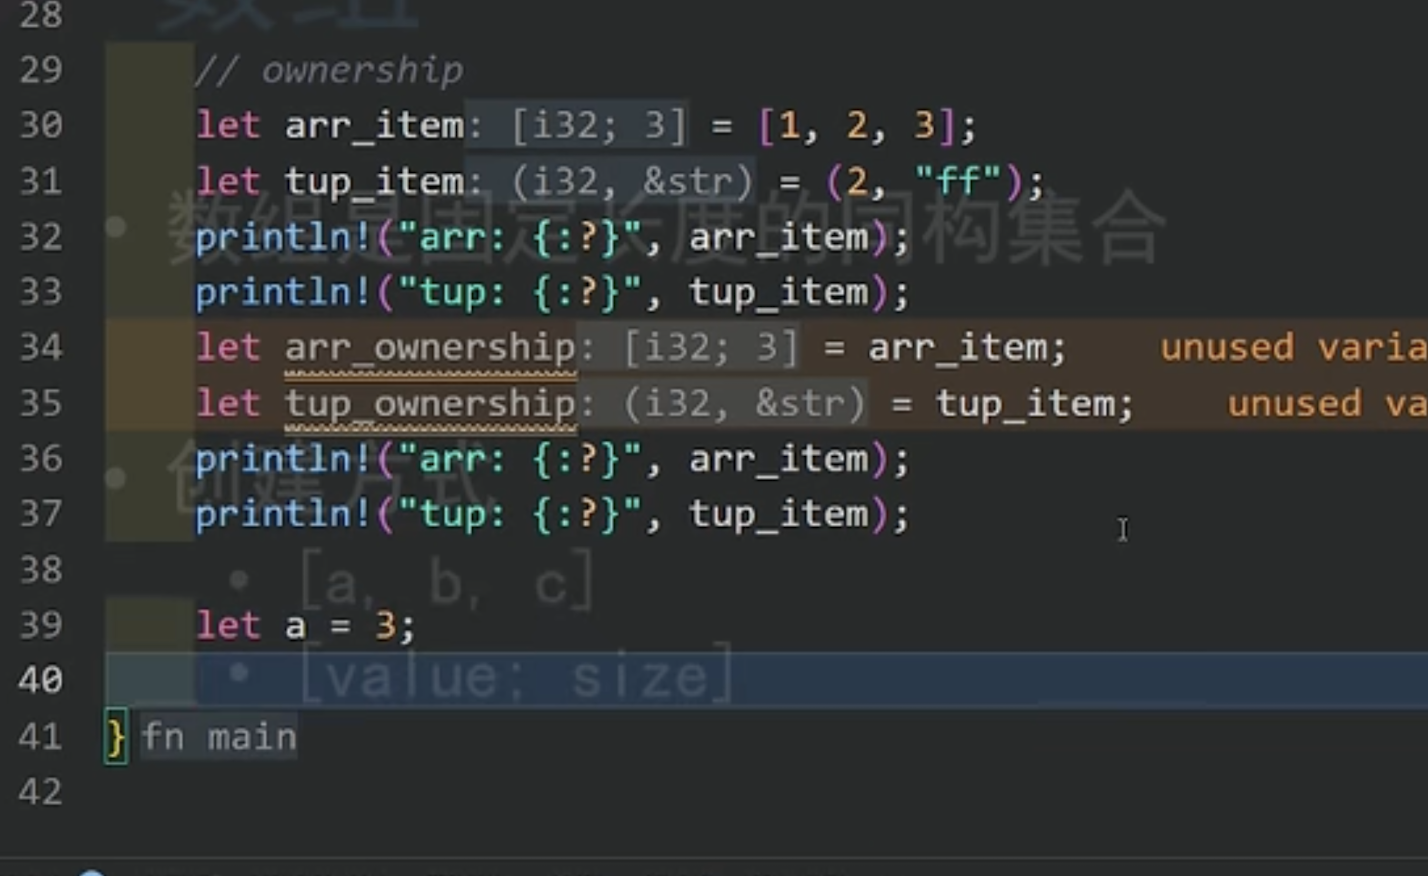 28
数组
29 // ownership
30 let arr_item: [i32; 3] = [1, 2, 3];
31 let tup_item: (i32, &str) = (2, "ff");
• 数组是固定长度的同构集合
32 println!("arr: {:?}", arr_item);
33 println!("tup: {:?}", tup_item);
34 let arr_ownership: [i32; 3] = arr_item; unused varia
35 let tup_ownership: (i32, &str) = tup_item; unused va
36 println!("arr: {:?}", arr_item);
• 创建方式
37 println!("tup: {:?}", tup_item);
38
• [a, b, c]
39 let a = 3;
40
• [value; size]
41 } fn main
42